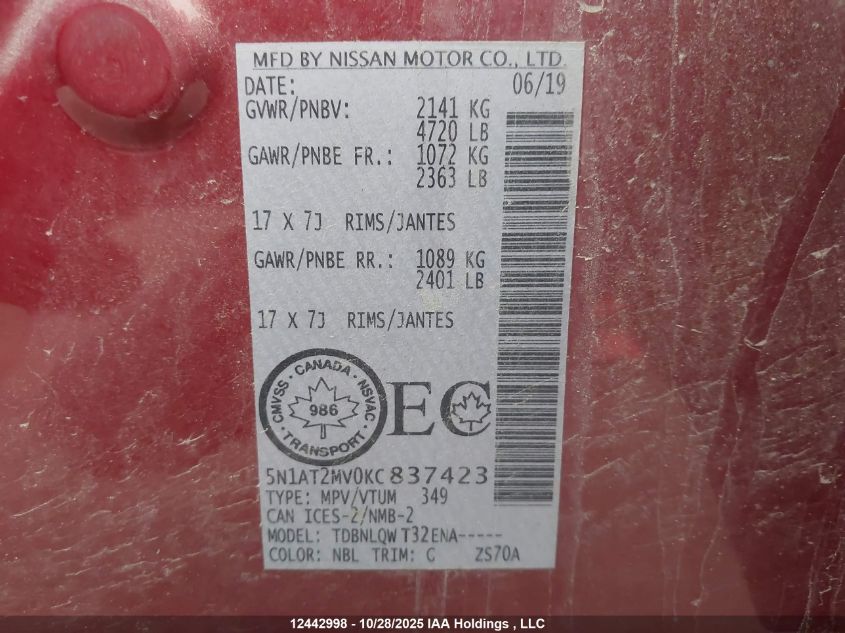 MFD BY NISSAN MOTOR CO., LTD.
DATE: 06/19
GVWR/PNBV: 2141 KG
4720 LB
GAWR/PNBE FR.: 1072 KG
2363 LB
17 X 7J RIMS/JANTES
GAWR/PNBE RR.: 1089 KG
2401 LB
17 X 7J RIMS/JANTES
CMVSS · CANADA · NSVAC · TRANSPORT ·
986
EC
5N1AT2MV0KC837423
TYPE: MPV/VTUM 349
CAN ICES-2/NMB-2
MODEL: TDBNLQW T32ENA-----
COLOR: NBL TRIM: C ZS70A
12442998 - 10/28/2025 IAA Holdings , LLC